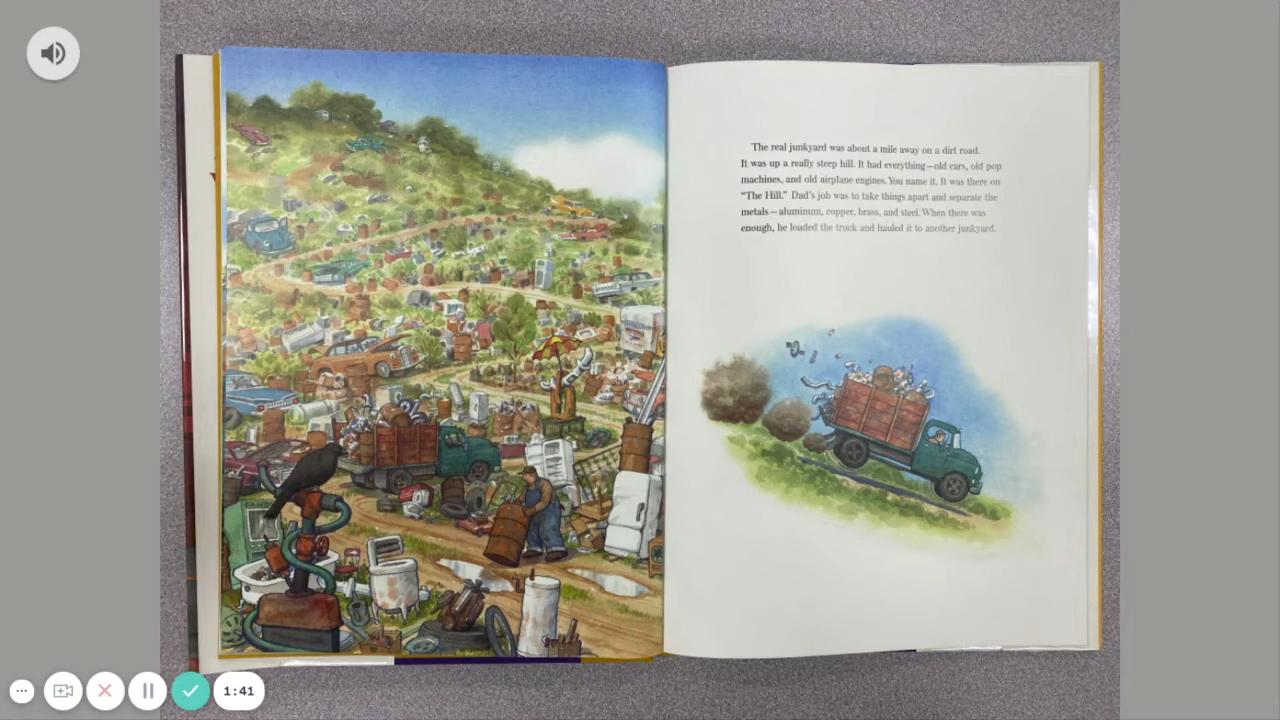 The real junkyard was about a mile away on a dirt road.
It was up a really steep hill. It had everything—old cars, old pop
machines, and old airplane engines. You name it. It was there on
“The Hill.” Dad’s job was to take things apart and separate the
metals—aluminum, copper, brass, and steel. When there was
enough, he loaded the truck and hauled it to another junkyard.
CANDY
1:41